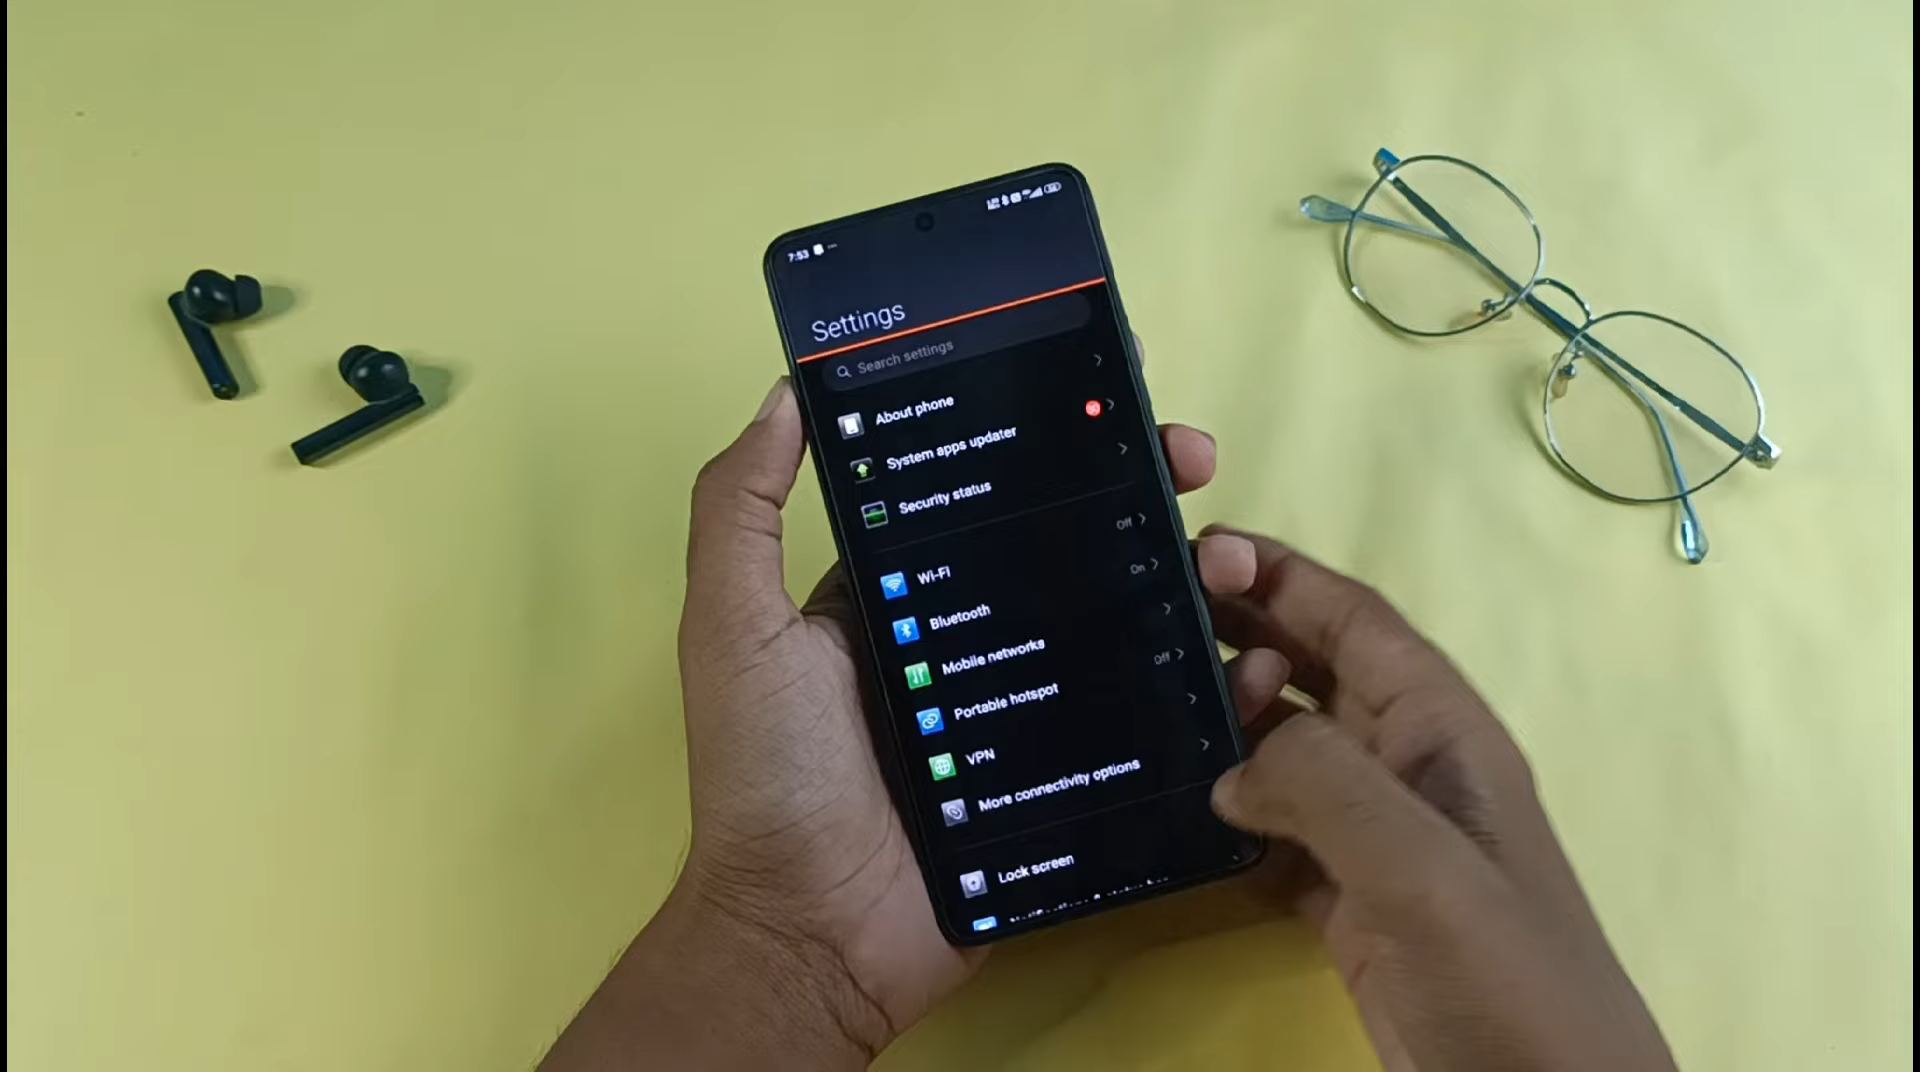 7:53
Settings
Search settings
About phone
System apps updater
Security status
Wi-Fi Off
Bluetooth On
Mobile networks
Portable hotspot Off
VPN
More connectivity options
Lock screen